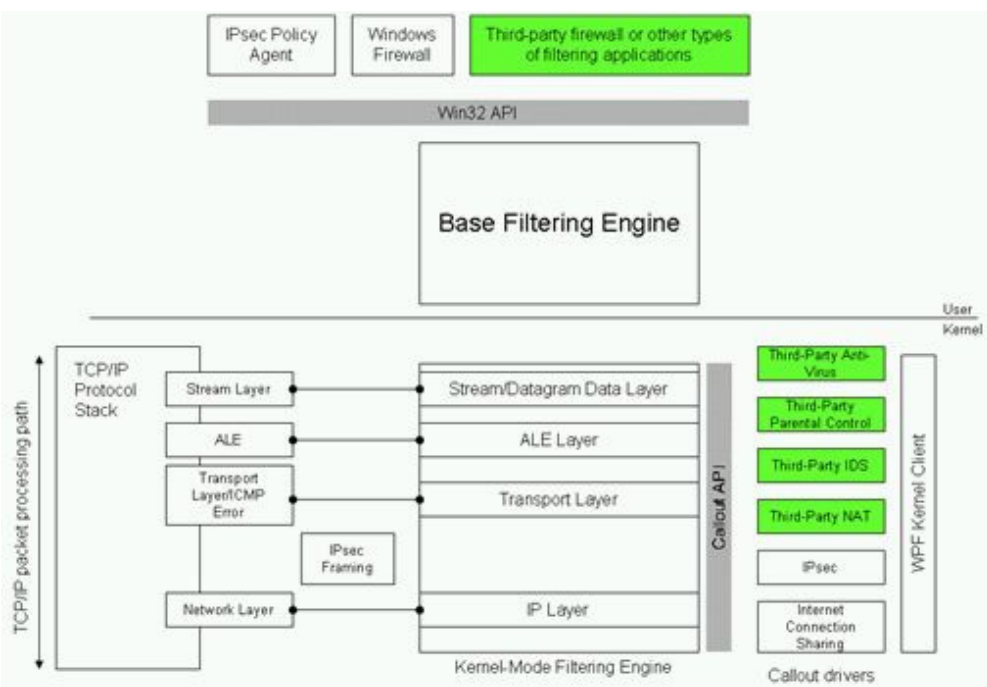 IPsec Policy
Agent
Windows
Firewall
Third-party firewall or other types
of filtering applications
Win32 API
Base Filtering Engine
User
Kernel
TCP/IP packet processing path
TCP/IP
Protocol
Stack
Stream Layer
ALE
Transport
Layer/ICMP
Error
IPsec
Framing
Network Layer
Stream/Datagram Data Layer
ALE Layer
Transport Layer
IP Layer
Kernel-Mode Filtering Engine
Callout API
Third-Party Anti-
Virus
Third-Party
Parental Control
Third-Party IDS
Third-Party NAT
IPsec
Internet
Connection
Sharing
Callout drivers
WPF Kernel Client